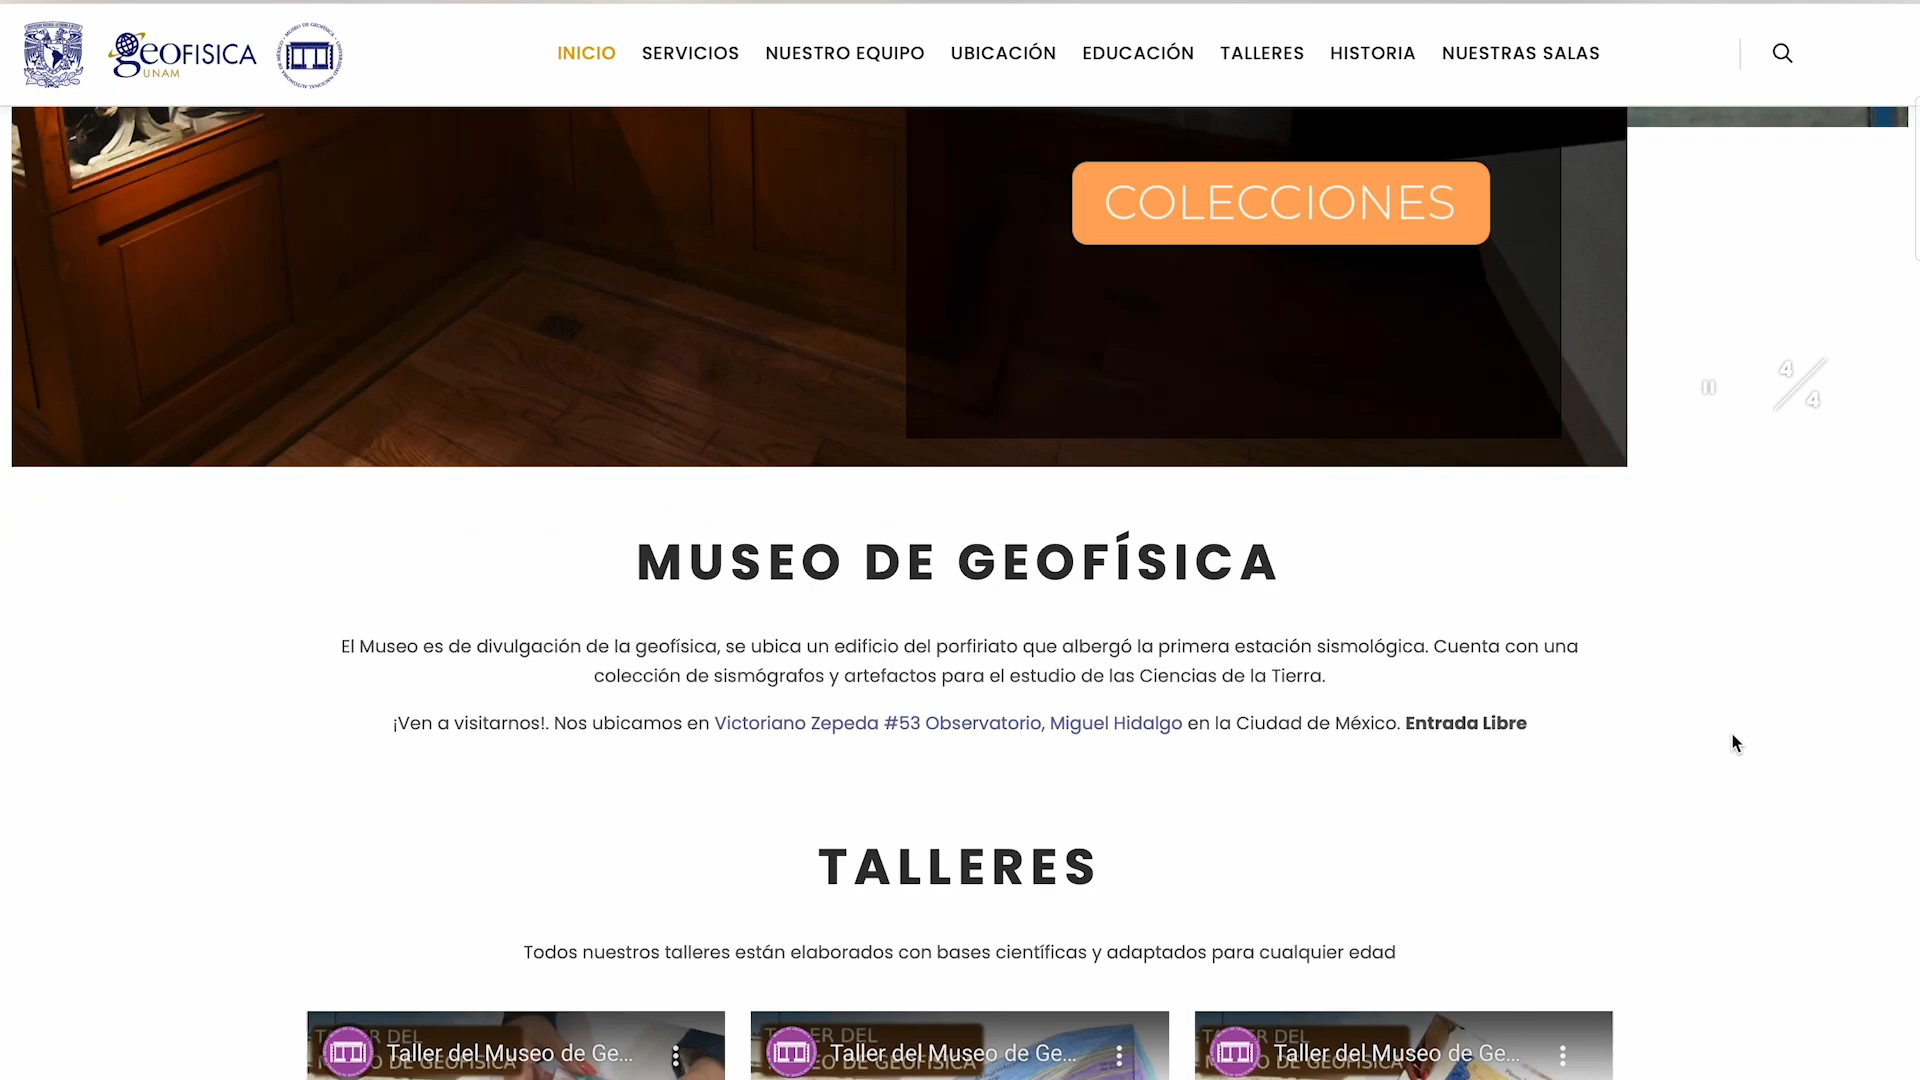 GEOFISICA
UNAM
INICIO SERVICIOS NUESTRO EQUIPO UBICACIÓN EDUCACIÓN TALLERES HISTORIA NUESTRAS SALAS
COLECCIONES
4/4
MUSEO DE GEOFÍSICA
El Museo es de divulgación de la geofísica, se ubica un edificio del porfiriato que albergó la primera estación sismológica. Cuenta con una
colección de sismógrafos y artefactos para el estudio de las Ciencias de la Tierra.
¡Ven a visitarnos!. Nos ubicamos en Victoriano Zepeda #53 Observatorio, Miguel Hidalgo en la Ciudad de México. Entrada Libre
TALLERES
Todos nuestros talleres están elaborados con bases científicas y adaptados para cualquier edad
Taller del Museo de Ge...
Taller del Museo de Ge...
Taller del Museo de Ge...